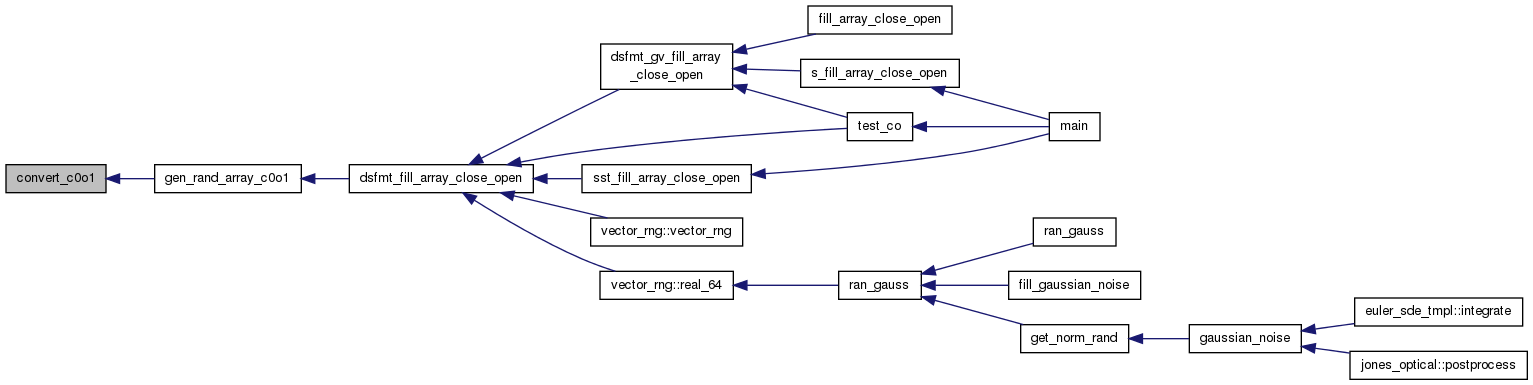 fill_array_close_open
dsfmt_gv_fill_array
_close_open
s_fill_array_close_open
test_co
main
convert_c0o1
gen_rand_array_c0o1
dsfmt_fill_array_close_open
sst_fill_array_close_open
vector_rng::vector_rng
ran_gauss
vector_rng::real_64
ran_gauss
fill_gaussian_noise
euler_sde_tmpl::integrate
get_norm_rand
gaussian_noise
jones_optical::postprocess